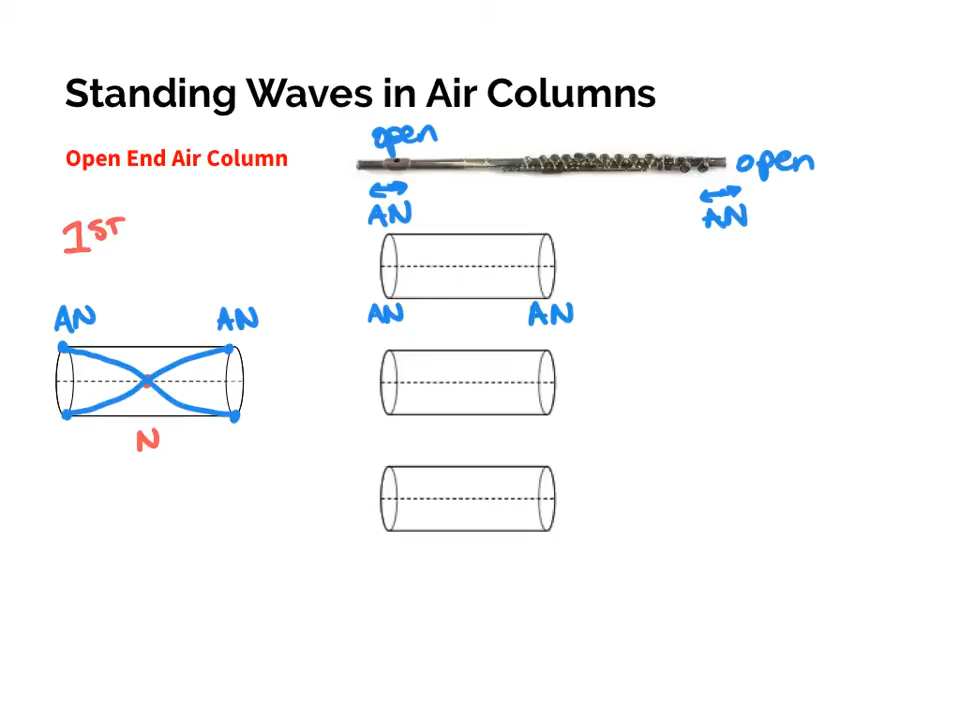 Standing Waves in Air Columns
open
Open End Air Column
open
AN
AN
1ST
AN
AN
AN
AN
N